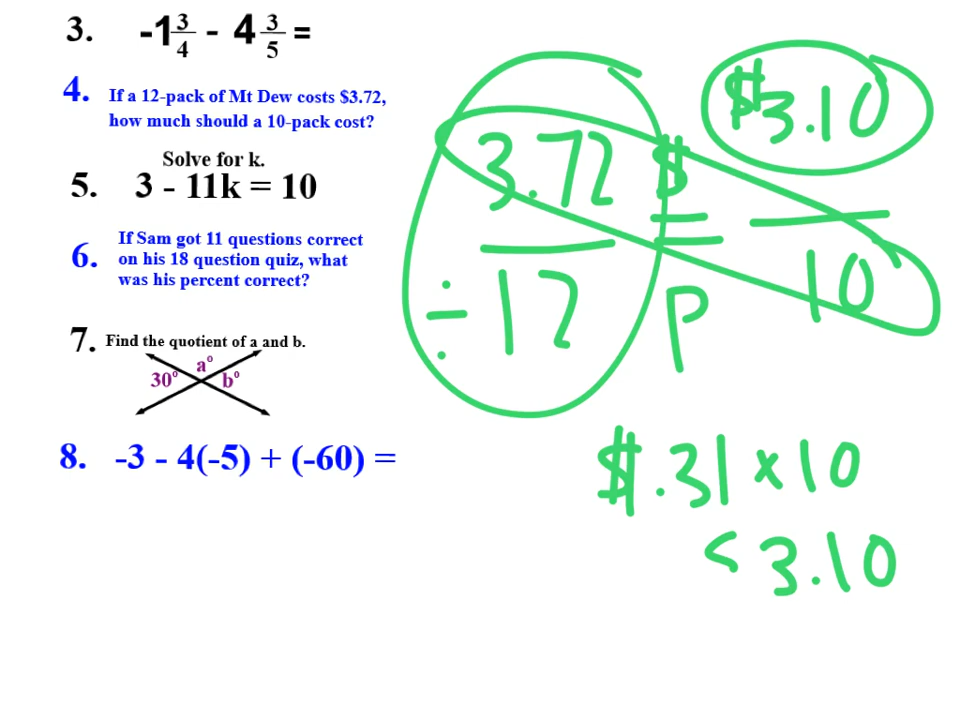 3. -1 3/4 - 4 3/5 =
4. If a 12-pack of Mt Dew costs $3.72,
how much should a 10-pack cost?
Solve for k.
5. 3 - 11k = 10
6. If Sam got 11 questions correct
on his 18 question quiz, what
was his percent correct?
7. Find the quotient of a and b.
30° a° b°
8. -3 - 4(-5) + (-60) =
$3.10
3.72 $
=
÷ 12 P 10
$.31 x 10
3.10